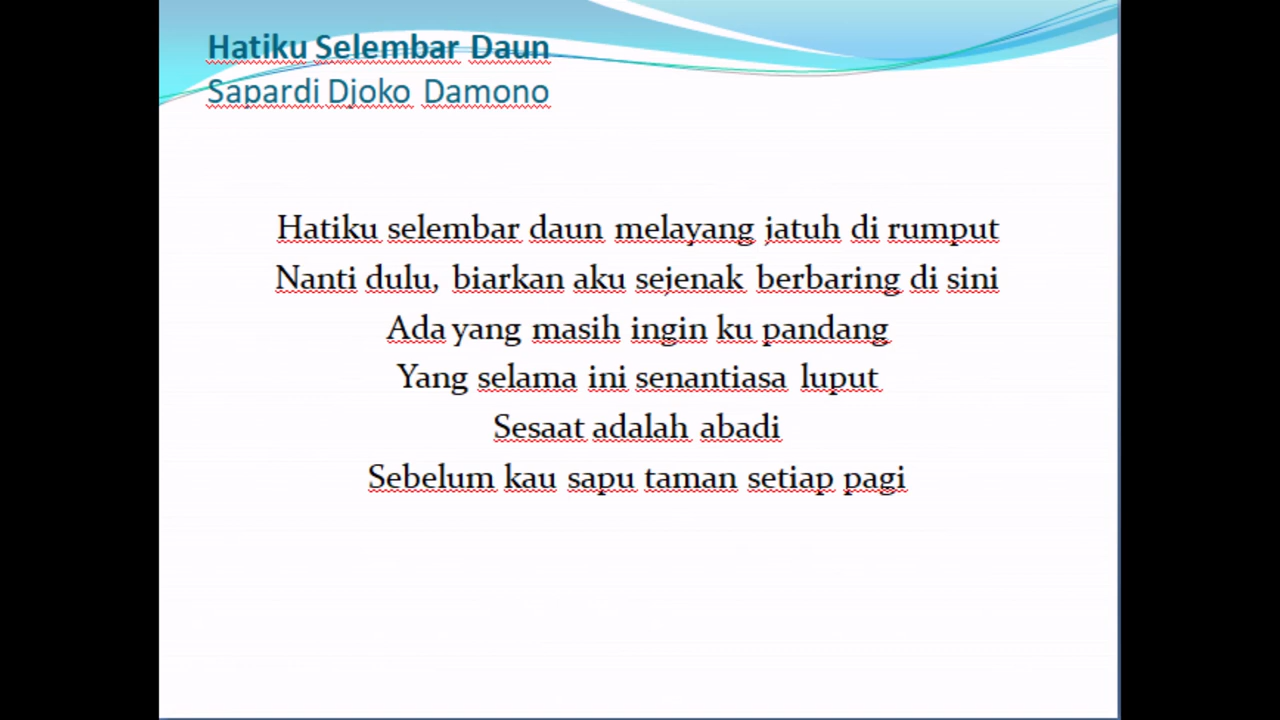 Hatiku Selembar Daun
Sapardi Djoko Damono
Hatiku selembar daun melayang jatuh di rumput
Nanti dulu, biarkan aku sejenak berbaring di sini
Ada yang masih ingin ku pandang
Yang selama ini senantiasa luput
Sesaat adalah abadi
Sebelum kau sapu taman setiap pagi